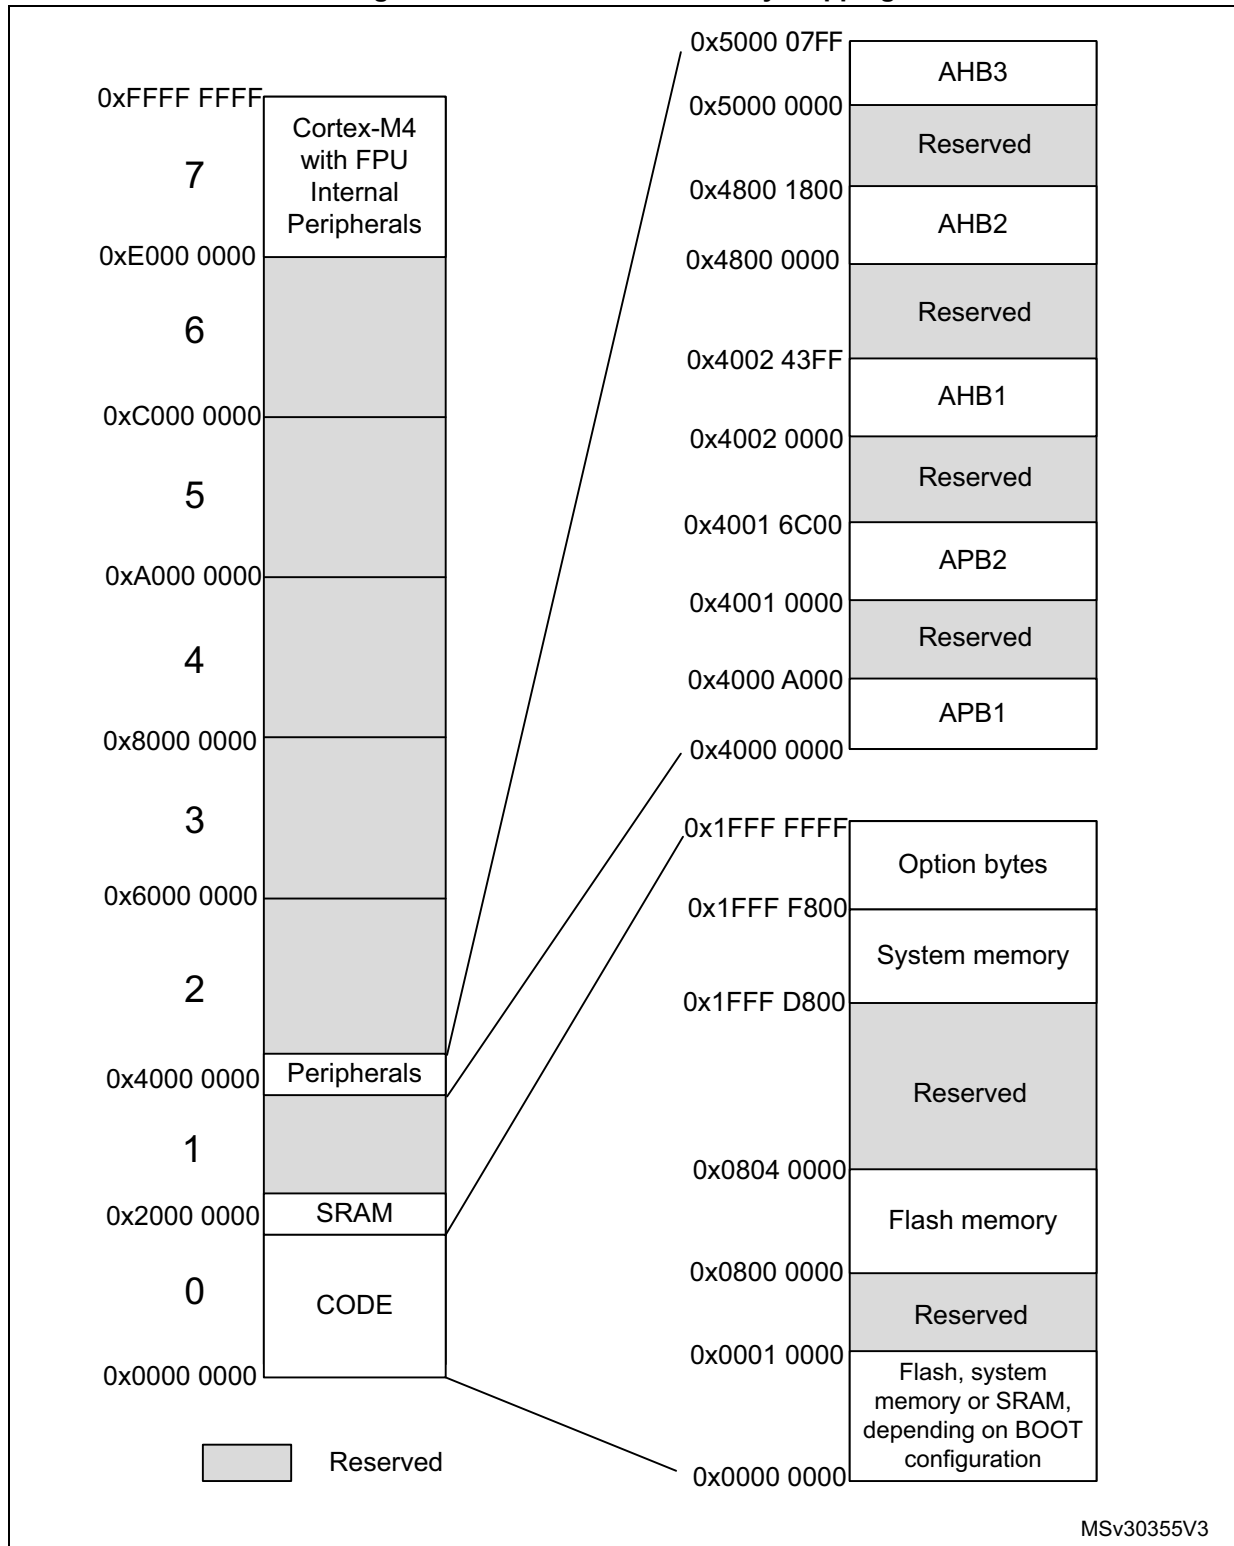 0xFFFF FFFF
Cortex-M4
with FPU
Internal
Peripherals
7
0xE000 0000
6
0xC000 0000
5
0xA000 0000
4
0x8000 0000
3
0x6000 0000
2
Peripherals
0x4000 0000
1
0x2000 0000
SRAM
0
CODE
0x0000 0000
Reserved
0x5000 07FF
AHB3
0x5000 0000
Reserved
0x4800 1800
AHB2
0x4800 0000
Reserved
0x4002 43FF
AHB1
0x4002 0000
Reserved
0x4001 6C00
APB2
0x4001 0000
Reserved
0x4000 A000
APB1
0x4000 0000
0x1FFF FFFF
Option bytes
0x1FFF F800
System memory
0x1FFF D800
Reserved
0x0804 0000
Flash memory
0x0800 0000
Reserved
0x0001 0000
Flash, system
memory or SRAM,
depending on BOOT
configuration
0x0000 0000
MSv30355V3